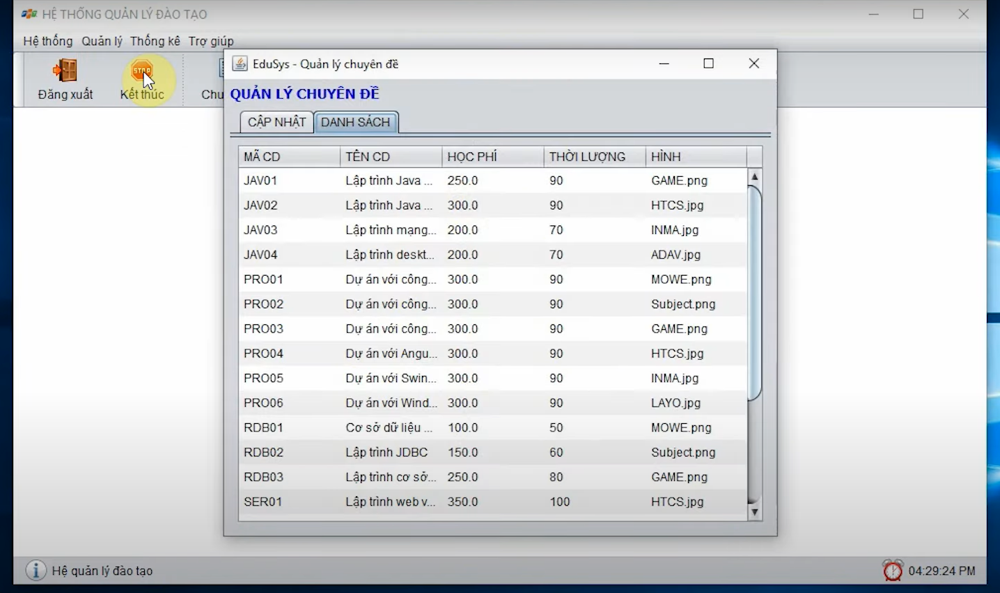 HỆ THỐNG QUẢN LÝ ĐÀO TẠO
Hệ thống Quản lý Thống kê Trợ giúp
Đăng xuất Kết thúc Chu
STOP
EduSys - Quản lý chuyên đề
QUẢN LÝ CHUYÊN ĐỀ
CẬP NHẬT DANH SÁCH
MÃ CD TÊN CD HỌC PHÍ THỜI LƯỢNG HÌNH
JAV01 Lập trình Java ... 250.0 90 GAME.png
JAV02 Lập trình Java ... 300.0 90 HTCS.jpg
JAV03 Lập trình mạng... 200.0 70 INMA.jpg
JAV04 Lập trình deskt... 200.0 70 ADAV.jpg
PRO01 Dự án với công... 300.0 90 MOWE.png
PRO02 Dự án với công... 300.0 90 Subject.png
PRO03 Dự án với công... 300.0 90 GAME.png
PRO04 Dự án với Angu... 300.0 90 HTCS.jpg
PRO05 Dự án với Swin... 300.0 90 INMA.jpg
PRO06 Dự án với Wind... 300.0 90 LAYO.jpg
RDB01 Cơ sở dữ liệu ... 100.0 50 MOWE.png
RDB02 Lập trình JDBC 150.0 60 Subject.png
RDB03 Lập trình cơ sở... 250.0 80 GAME.png
SER01 Lập trình web v... 350.0 100 HTCS.jpg
Hệ quản lý đào tạo 04:29:24 PM